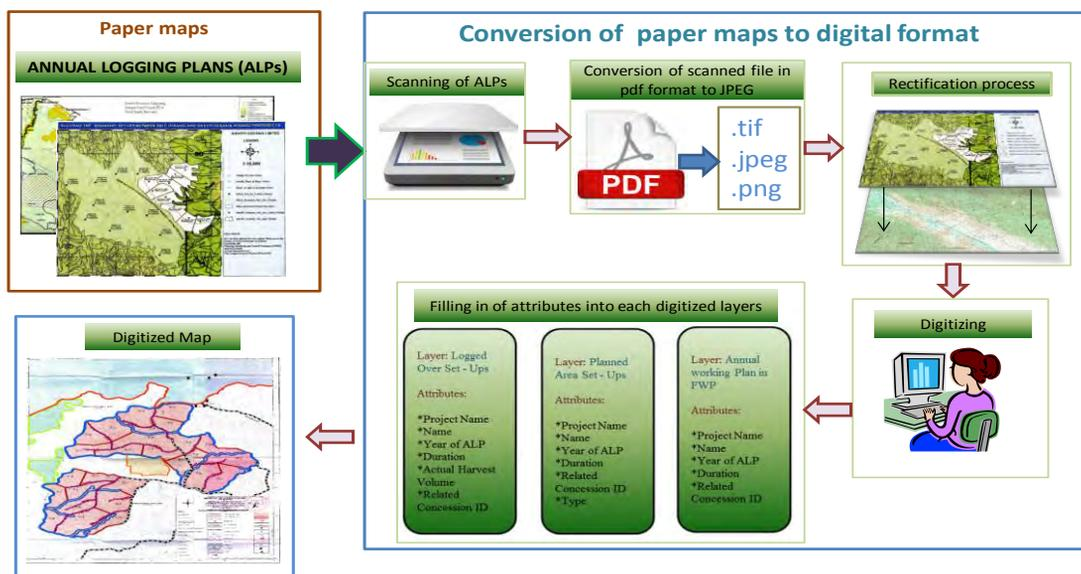 Paper maps
ANNUAL LOGGING PLANS (ALPs)
Conversion of paper maps to digital format
Scanning of ALPs
Conversion of scanned file in
pdf format to JPEG
PDF
.tif
.jpeg
.png
Rectification process
Digitizing
Filling in of attributes into each digitized layers
Layer: Logged
Over Set - Ups
Attributes:
*Project Name
*Name
*Year of ALP
*Duration
*Actual Harvest
Volume
*Related
Concession ID
Layer: Planned
Area Set - Ups
Attributes:
*Project Name
*Name
*Year of ALP
*Duration
*Related
Concession ID
*Type
Layer: Annual
working Plan in
FWP
Attributes:
*Project Name
*Name
*Year of ALP
*Duration
*Related
Concession ID
Digitized Map